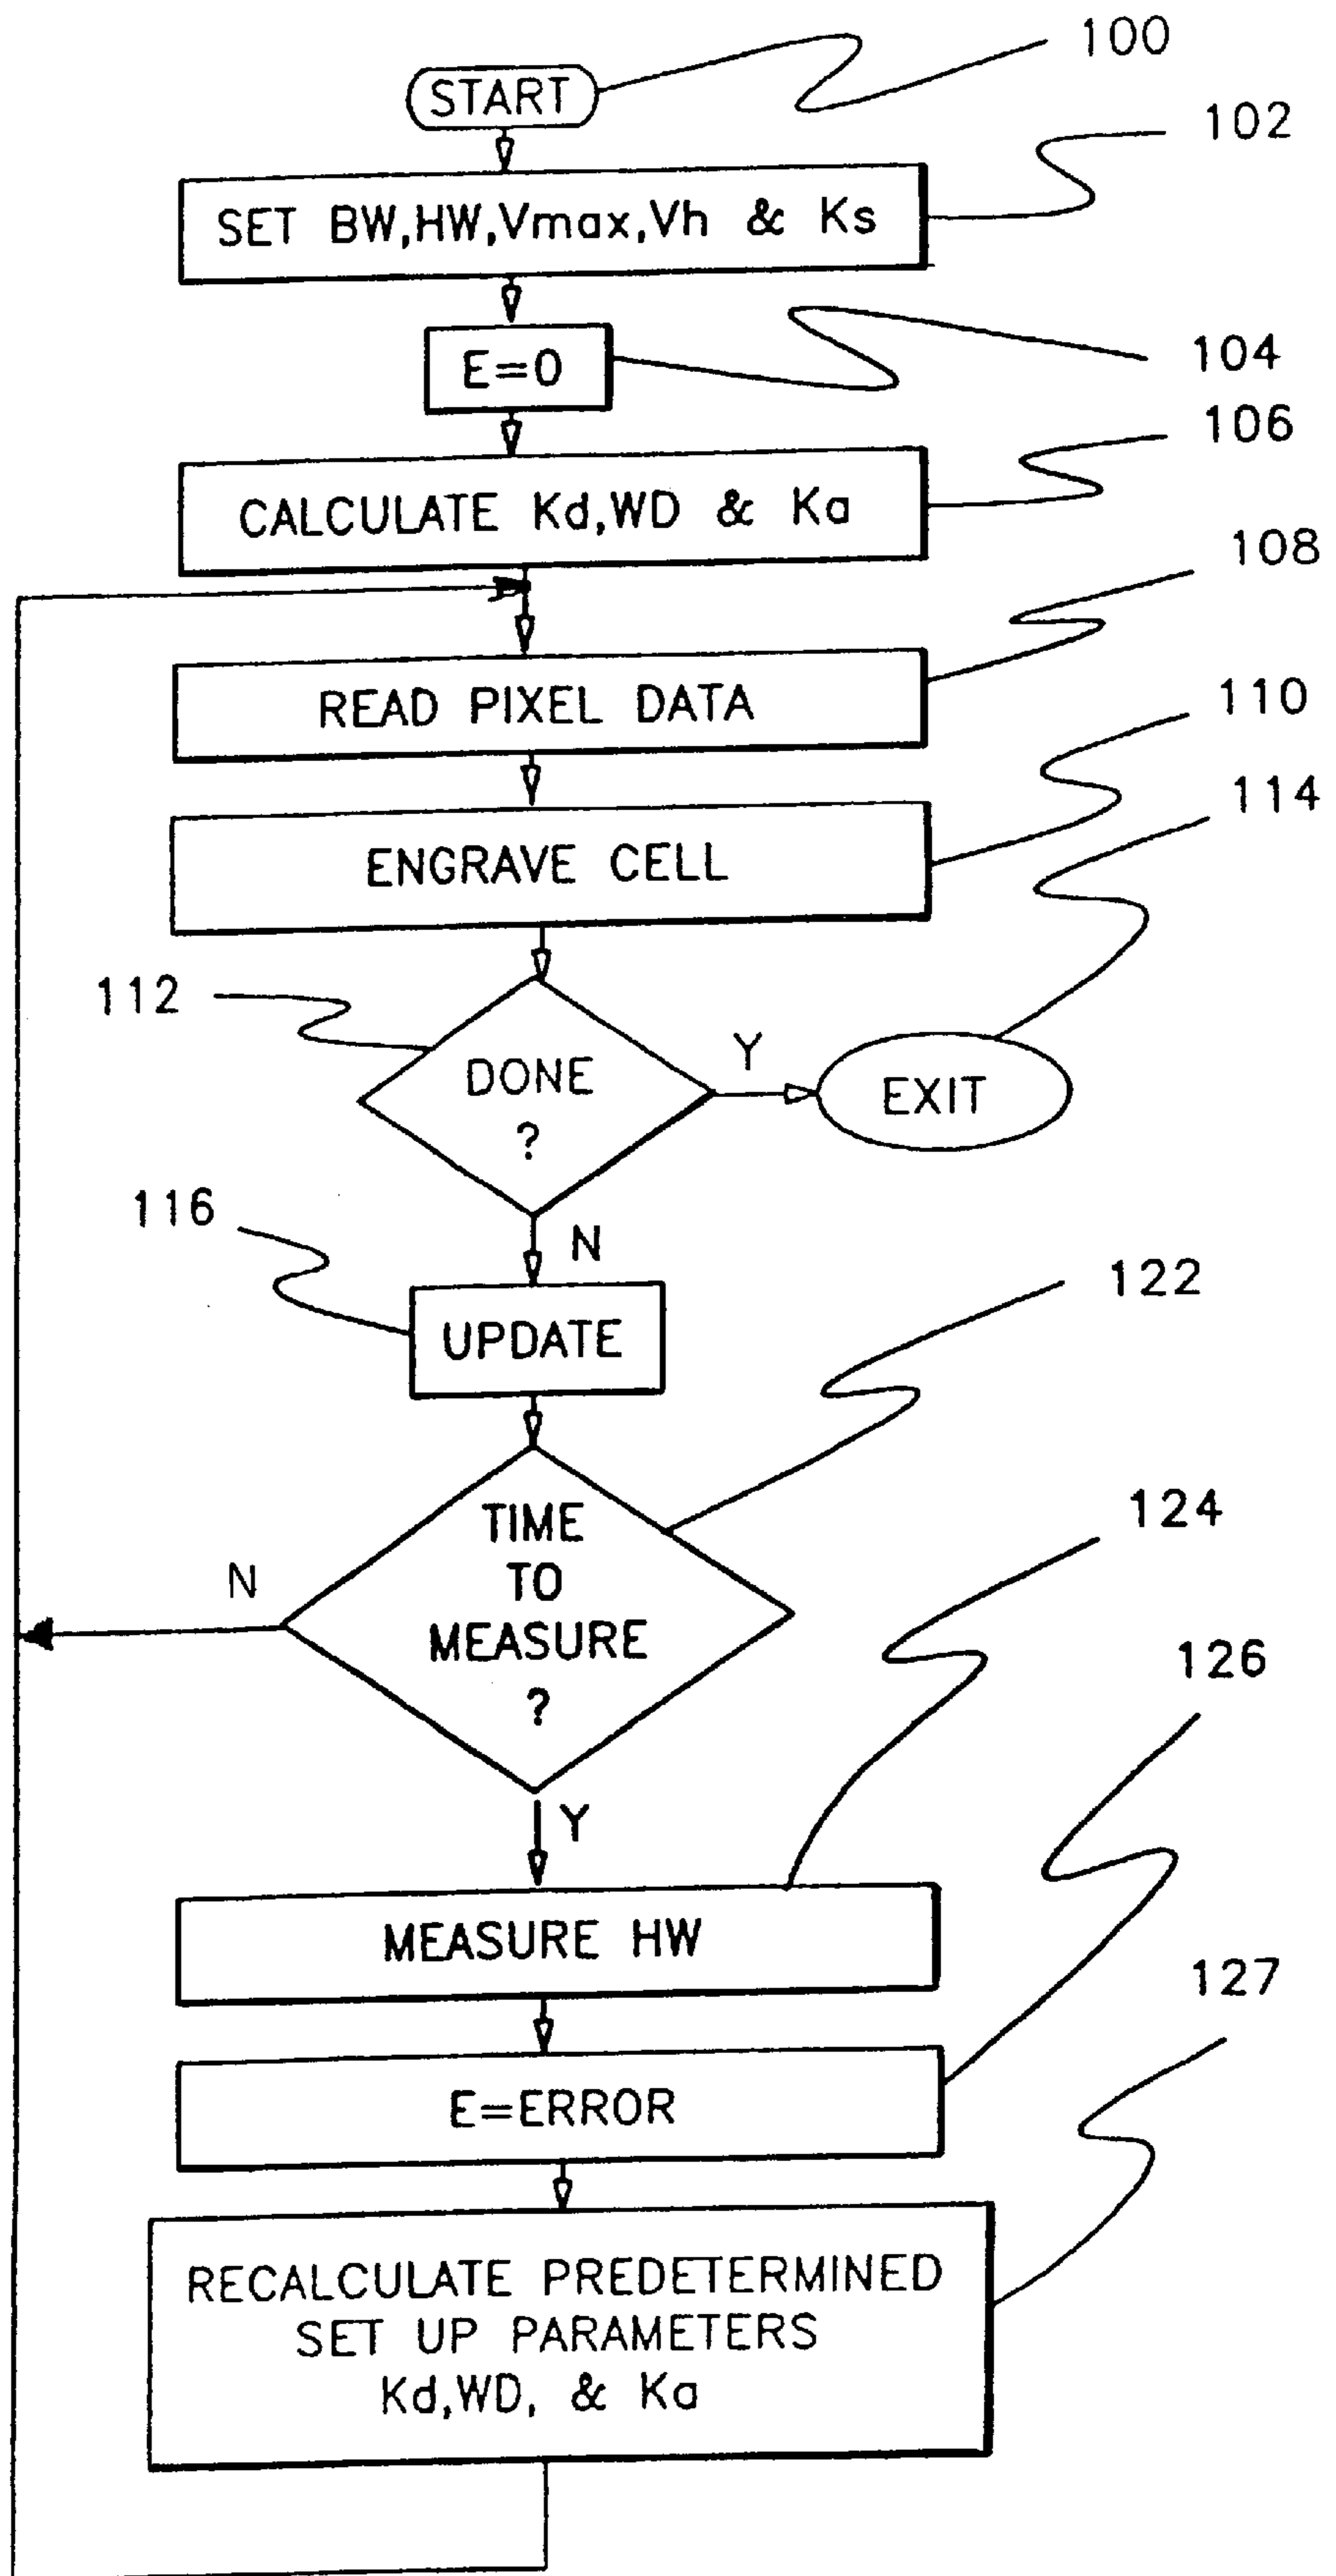 100
START
102
SET BW,HW,Vmax,Vh & Ks
104
E=0
106
CALCULATE Kd,WD & Ka
108
READ PIXEL DATA
110
ENGRAVE CELL
114
112
DONE
?
Y
EXIT
116
N
UPDATE
122
TIME
TO
MEASURE
?
N
124
Y
126
MEASURE HW
127
E=ERROR
RECALCULATE PREDETERMINED
SET UP PARAMETERS
Kd,WD, & Ka